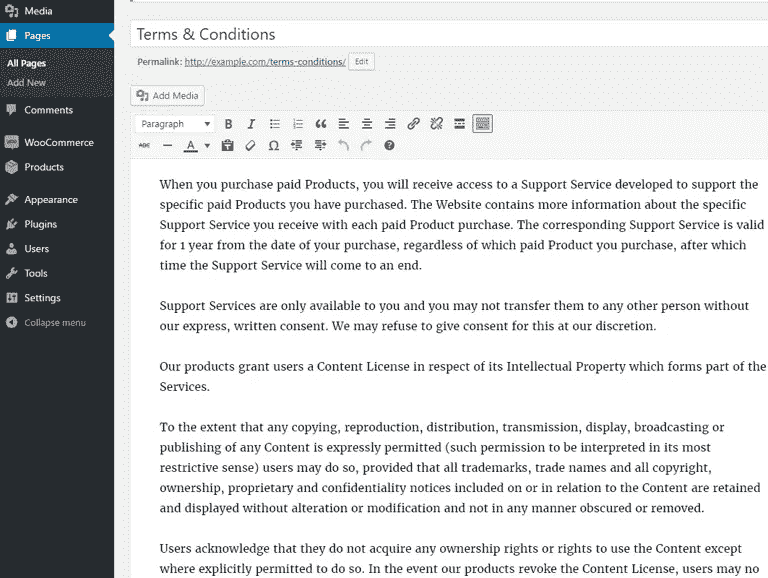 Media
Pages
All Pages
Add New
Comments
WooCommerce
Products
Appearance
Plugins
Users
Tools
Settings
Collapse menu
Terms & Conditions
Permalink: http://example.com/terms-conditions/ Edit
Add Media
Paragraph B I
ABC A Ω
When you purchase paid Products, you will receive access to a Support Service developed to support the
specific paid Products you have purchased. The Website contains more information about the specific
Support Service you receive with each paid Product purchase. The corresponding Support Service is valid
for 1 year from the date of your purchase, regardless of which paid Product you purchase, after which
time the Support Service will come to an end.
Support Services are only available to you and you may not transfer them to any other person without
our express, written consent. We may refuse to give consent for this at our discretion.
Our products grant users a Content License in respect of its Intellectual Property which forms part of the
Services.
To the extent that any copying, reproduction, distribution, transmission, display, broadcasting or
publishing of any Content is expressly permitted (such permission to be interpreted in its most
restrictive sense) users may do so, provided that all trademarks, trade names and all copyright,
ownership, proprietary and confidentiality notices included on or in relation to the Content are retained
and displayed without alteration or modification and not in any manner obscured or removed.
Users acknowledge that they do not acquire any ownership rights or rights to use the Content except
where explicitly permitted to do so. In the event our products revoke the Content License, users may no